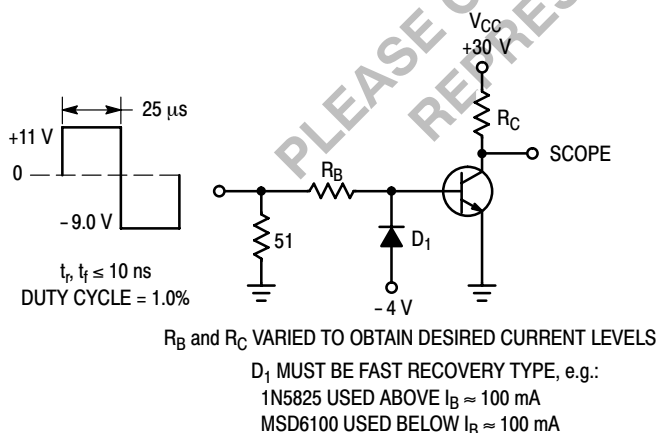 PLEASE C
REPRES
V_CC
+30 V
25 μs
+11 V
R_C
SCOPE
0
R_B
-9.0 V
51
D_1
-4 V
t_r, t_f ≤ 10 ns
DUTY CYCLE = 1.0%
R_B and R_C VARIED TO OBTAIN DESIRED CURRENT LEVELS
D_1 MUST BE FAST RECOVERY TYPE, e.g.:
1N5825 USED ABOVE I_B ≈ 100 mA
MSD6100 USED BELOW I_B ≈ 100 mA